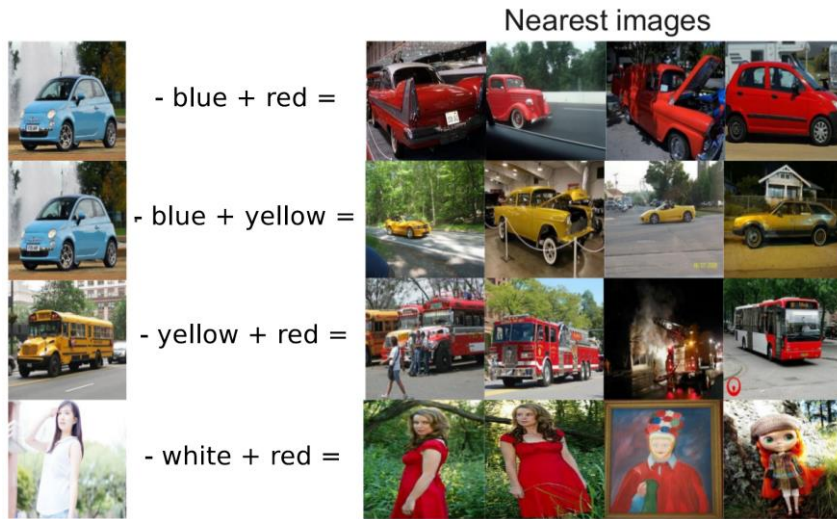 Nearest images
- blue + red =
- blue + yellow =
- yellow + red =
- white + red =